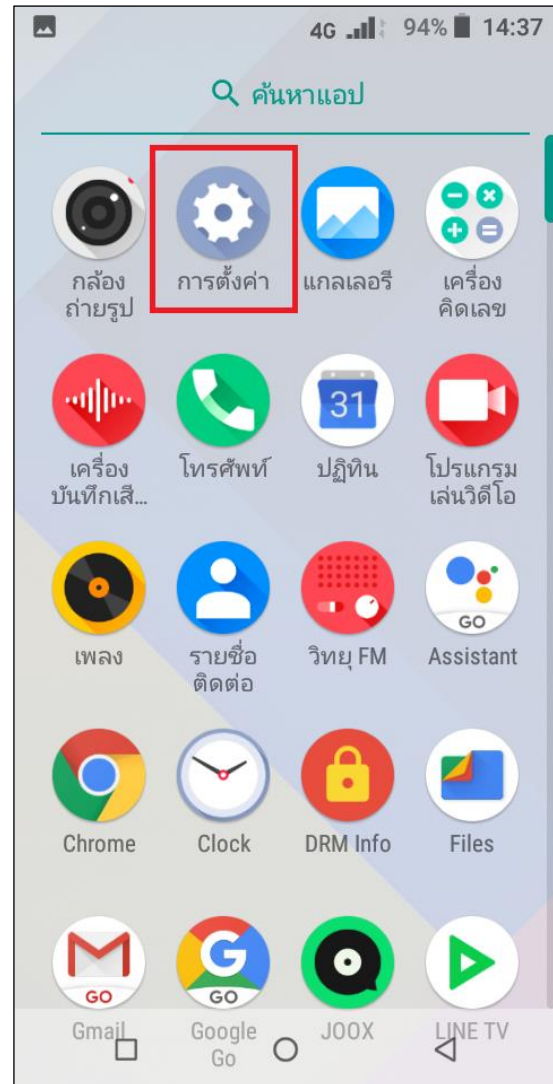 4G 94% 14:37
ค้นหาแอป
กล้อง
ถ่ายรูป
การตั้งค่า
แกลเลอรี
เครื่อง
คิดเลข
31
เครื่อง
บันทึกเสี...
โทรศัพท์
ปฏิทิน
โปรแกรม
เล่นวิดีโอ
GO
เพลง
รายชื่อ
ติดต่อ
วิทยุ FM
Assistant
Chrome
Clock
DRM Info
Files
GO
GO
Gmail
Google
Go
JOOX
LINE TV